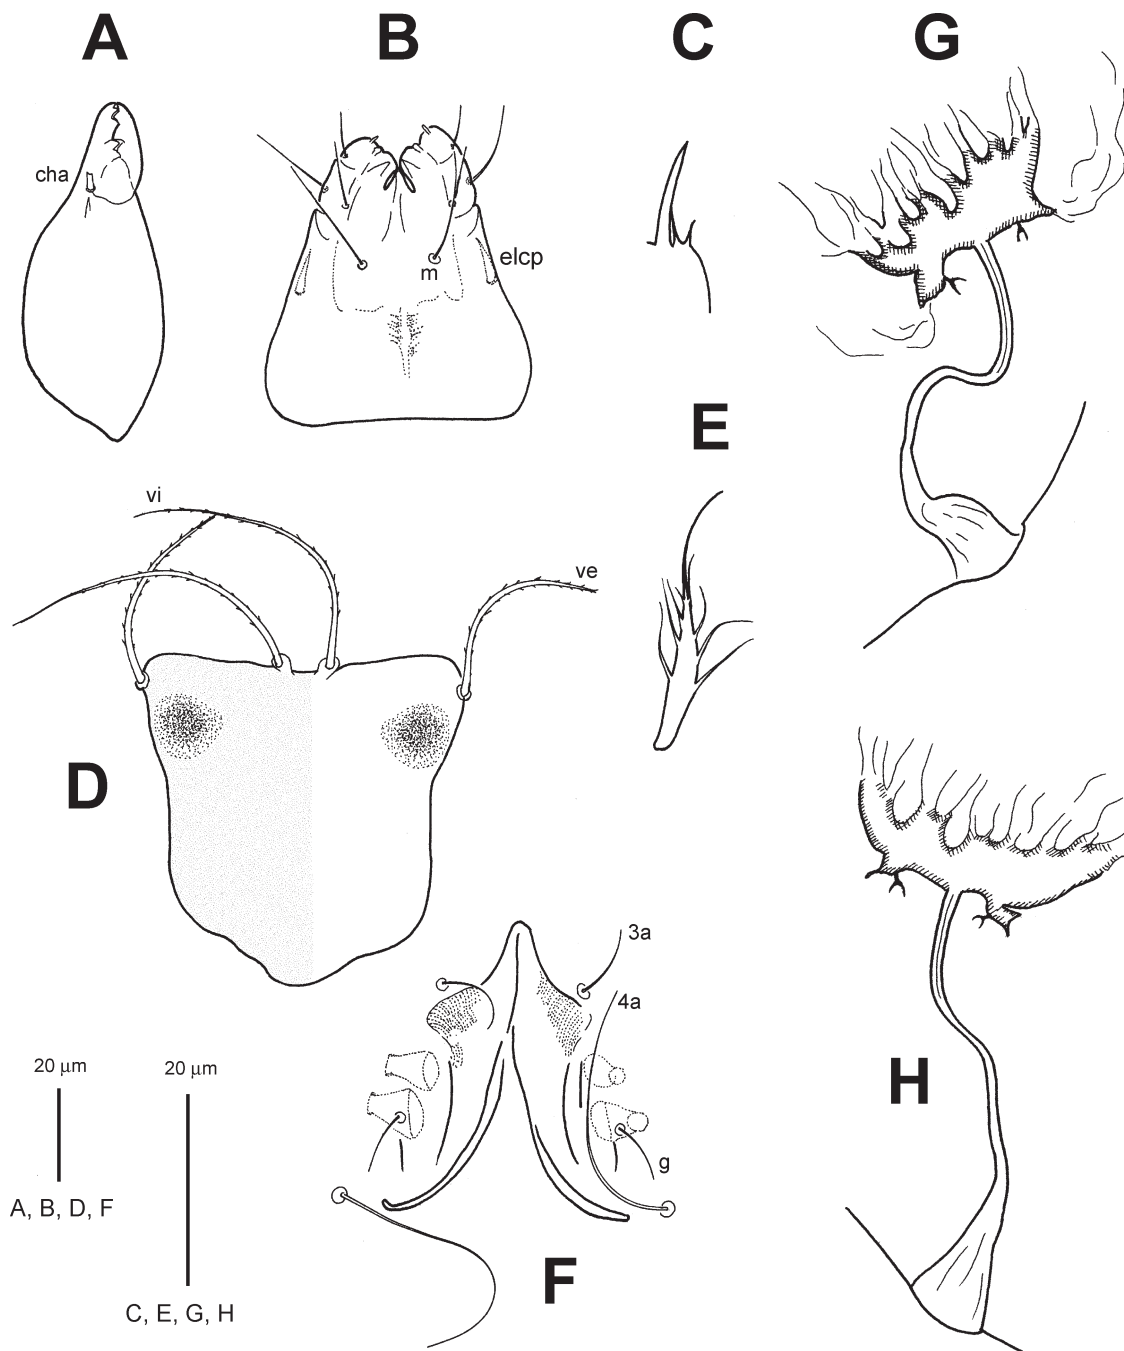 A
B
C
G
cha
elcp
m
E
vi
ve
D
3a
4a
20 µm
20 µm
H
g
A, B, D, F
F
C, E, G, H